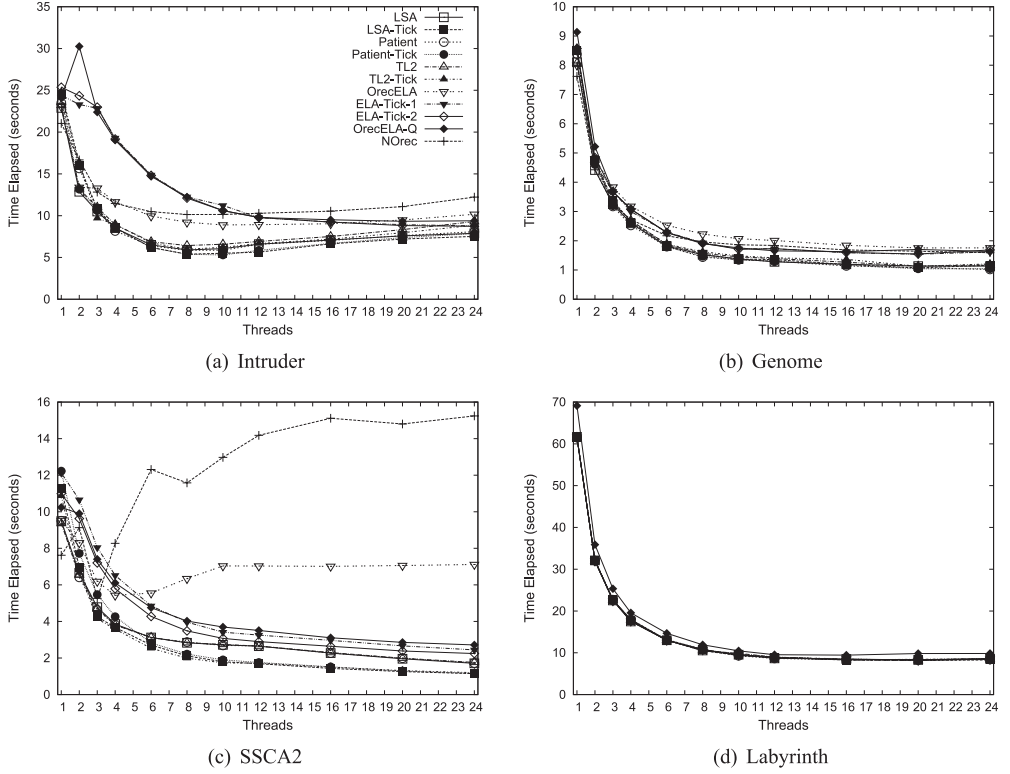 35
30
25
20
15
10
5
0
Time Elapsed (seconds)
LSA
LSA-Tick
Patient
Patient-Tick
TL2
TL2-Tick
OrecELA
ELA-Tick-1
ELA-Tick-2
OrecELA-Q
NOrec
1 2 3 4 5 6 7 8 9 10 11 12 13 14 15 16 17 18 19 20 21 22 23 24
Threads
(a) Intruder
10
9
8
7
6
5
4
3
2
1
0
Time Elapsed (seconds)
1 2 3 4 5 6 7 8 9 10 11 12 13 14 15 16 17 18 19 20 21 22 23 24
Threads
(b) Genome
16
14
12
10
8
6
4
2
0
Time Elapsed (seconds)
1 2 3 4 5 6 7 8 9 10 11 12 13 14 15 16 17 18 19 20 21 22 23 24
Threads
(c) SSCA2
70
60
50
40
30
20
10
0
Time Elapsed (seconds)
1 2 3 4 5 6 7 8 9 10 11 12 13 14 15 16 17 18 19 20 21 22 23 24
Threads
(d) Labyrinth